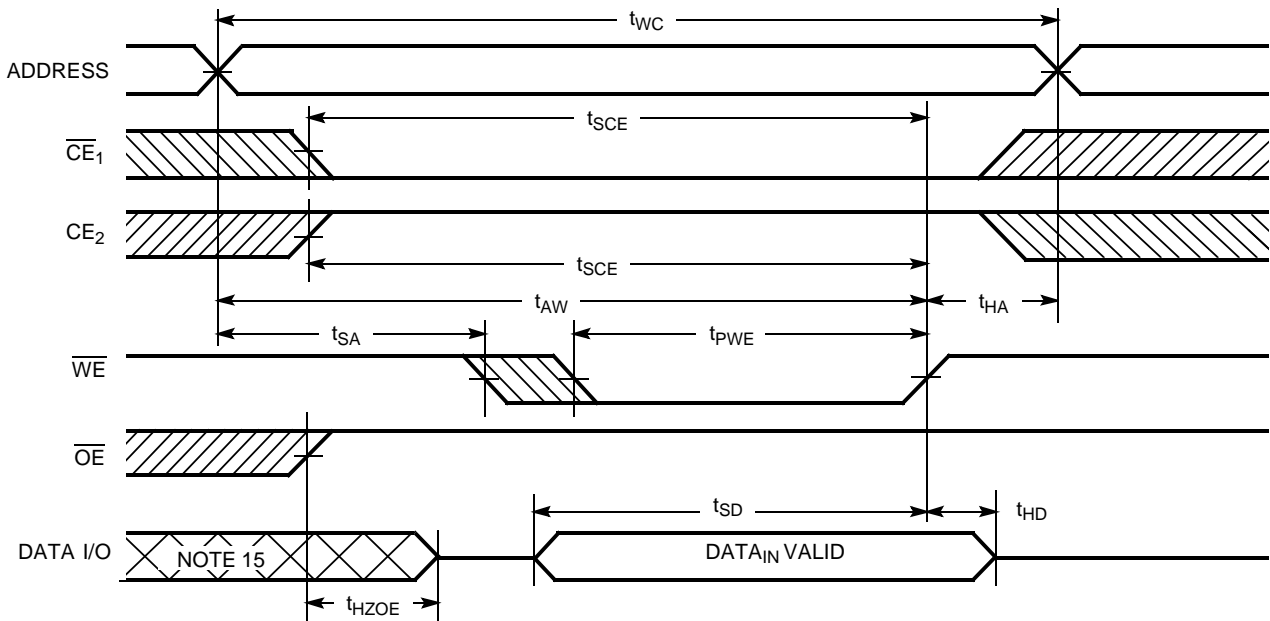 tWC
ADDRESS
tSCE
CE1
CE2
tSCE
tAW
tHA
tSA
tPWE
WE
OE
tSD
tHD
DATA I/O
NOTE 15
DATAIN VALID
tHZOE